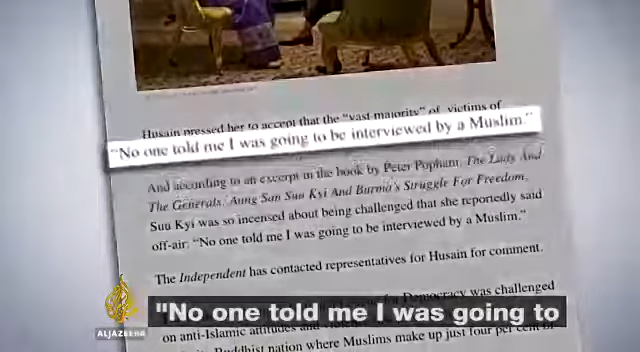 Husain pressed her to accept that the "vast majority" of victims of
"No one told me I was going to be interviewed by a Muslim."
And according to an excerpt in the book by Peter Popham, The Lady And
The Generals: Aung San Suu Kyi And Burma's Struggle For Freedom,
Suu Kyi was so incensed about being challenged that she reportedly said
off-air: "No one told me I was going to be interviewed by a Muslim."
The Independent has contacted representatives for Husain for comment.
for Democracy was challenged
on anti-Islamic attitudes and
Buddhist nation where Muslims make up just four per cent of
ALJAZEERA
"No one told me I was going to